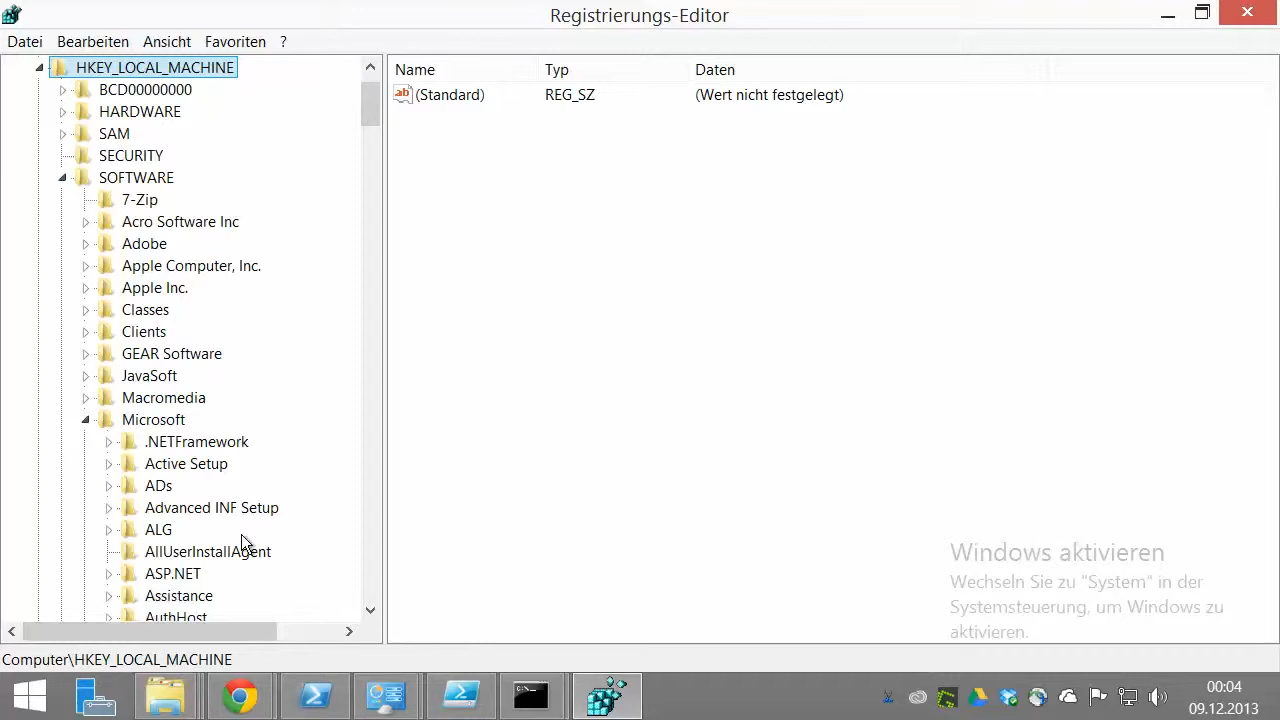 Registrierungs-Editor
Datei Bearbeiten Ansicht Favoriten ?
HKEY_LOCAL_MACHINE
BCD00000000
HARDWARE
SAM
SECURITY
SOFTWARE
7-Zip
Acro Software Inc
Adobe
Apple Computer, Inc.
Apple Inc.
Classes
Clients
GEAR Software
JavaSoft
Macromedia
Microsoft
.NETFramework
Active Setup
ADs
Advanced INF Setup
ALG
AllUserInstallAgent
ASP.NET
Assistance
AuthHost
Name Typ Daten
(Standard) REG_SZ (Wert nicht festgelegt)
Windows aktivieren
Wechseln Sie zu "System" in der
Systemsteuerung, um Windows zu
aktivieren.
Computer\HKEY_LOCAL_MACHINE
00:04
09.12.2013